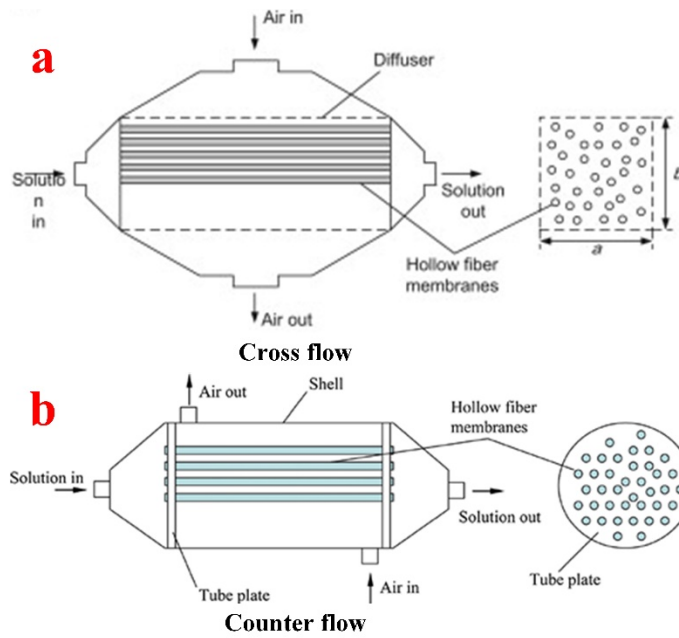 a
Air in
Diffuser
Solutio
n
in
Solution
out
a
Hollow fiber
membranes
Air out
Cross flow
b
Air out
Shell
Hollow fiber
membranes
Solution in
Solution out
Tube plate
Air in
Tube plate
Counter flow